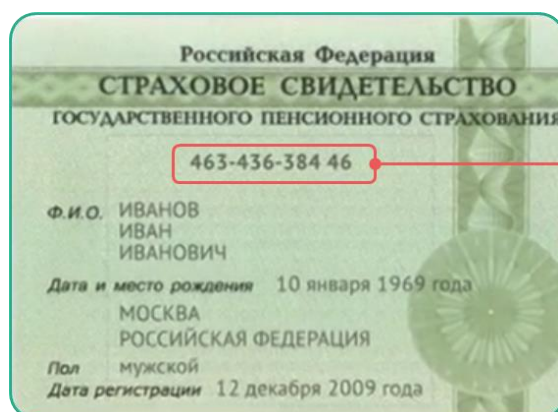 Российская Федерация
СТРАХОВОЕ СВИДЕТЕЛЬСТВО
ГОСУДАРСТВЕННОГО ПЕНСИОННОГО СТРАХОВАНИЯ
463-436-384 46
Ф.И.О. ИВАНОВ
ИВАН
ИВАНОВИЧ
Дата и место рождения 10 января 1969 года
МОСКВА
РОССИЙСКАЯ ФЕДЕРАЦИЯ
Пол мужской
Дата регистрации 12 декабря 2009 года